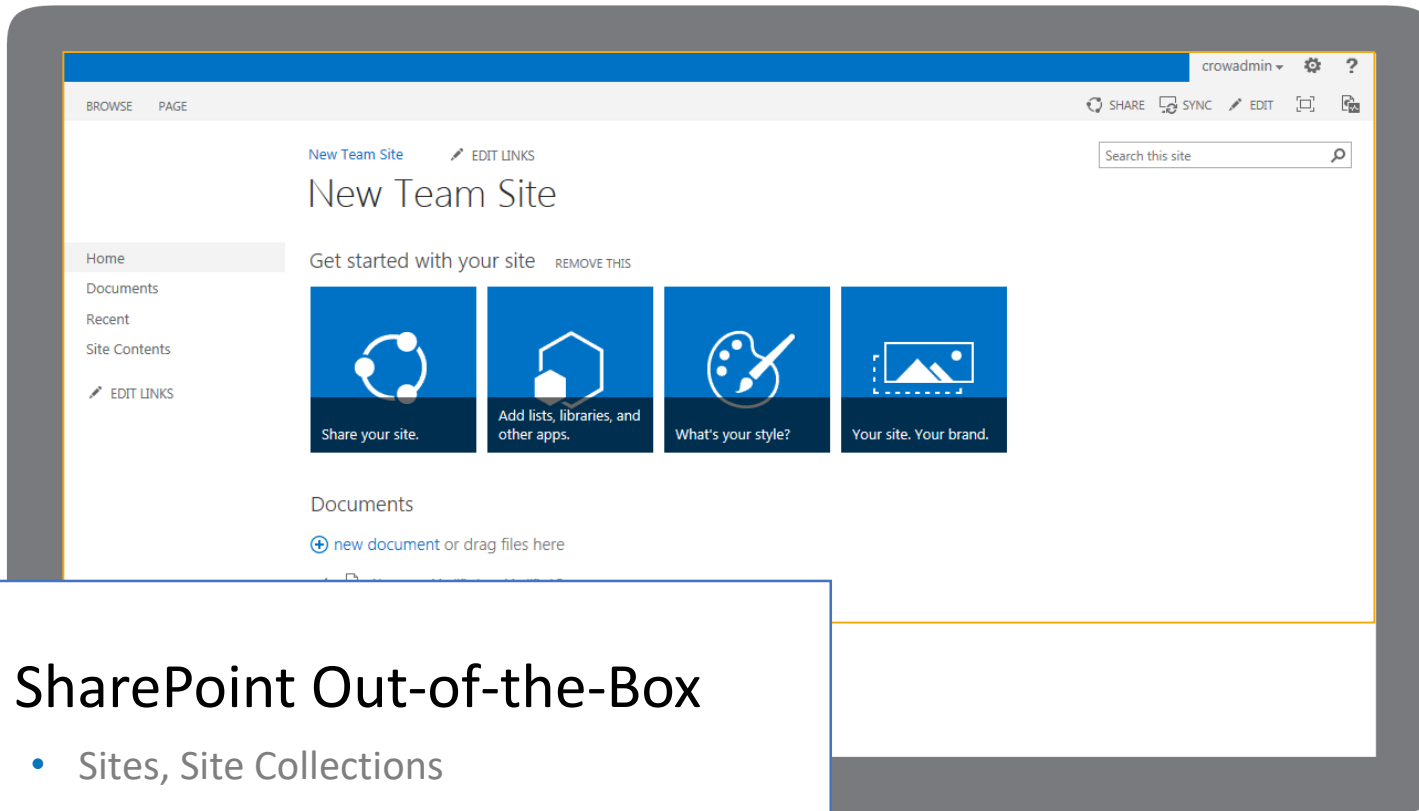 crowadmin ?
BROWSE PAGE SHARE SYNC EDIT
New Team Site EDIT LINKS Search this site
New Team Site
Home
Documents
Recent
Site Contents
EDIT LINKS
Get started with your site REMOVE THIS
Share your site.
Add lists, libraries, and
other apps.
What's your style?
Your site. Your brand.
Documents
new document or drag files here
SharePoint Out-of-the-Box
• Sites, Site Collections